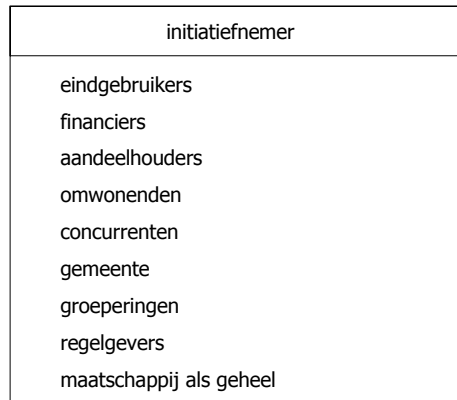 initiatiefnemer
eindgebruikers
financiers
aandeelhouders
omwonenden
concurrenten
gemeente
groeperingen
regelgevers
maatschappij als geheel